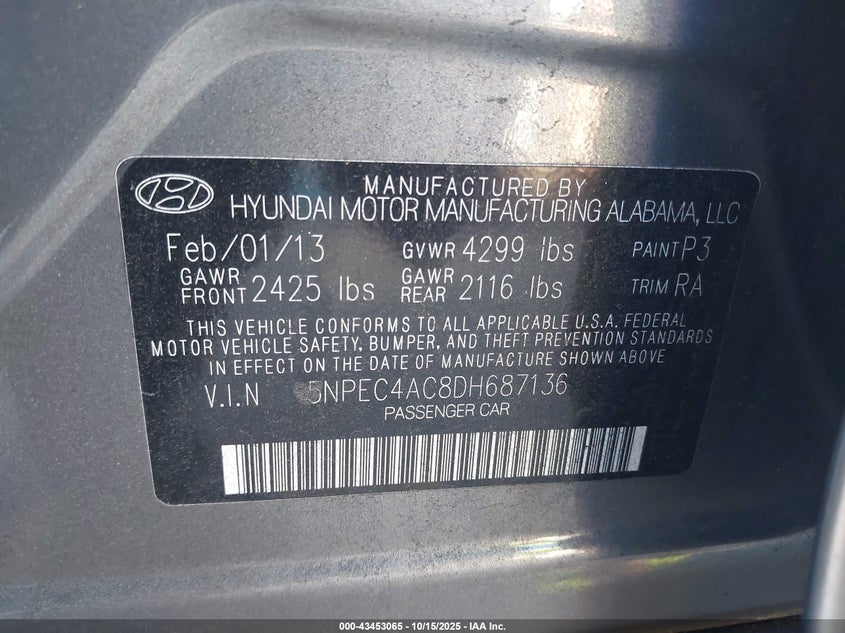 MANUFACTURED BY
HYUNDAI MOTOR MANUFACTURING ALABAMA, LLC
Feb/01/13 GVWR 4299 lbs PAINT P3
GAWR FRONT 2425 lbs GAWR REAR 2116 lbs TRIM RA
THIS VEHICLE CONFORMS TO ALL APPLICABLE U.S.A. FEDERAL
MOTOR VEHICLE SAFETY, BUMPER, AND THEFT PREVENTION STANDARDS
IN EFFECT ON THE DATE OF MANUFACTURE SHOWN ABOVE
V.I.N 5NPEC4AC8DH687136
PASSENGER CAR
000-43453065 - 10/15/2025 - IAA Inc.